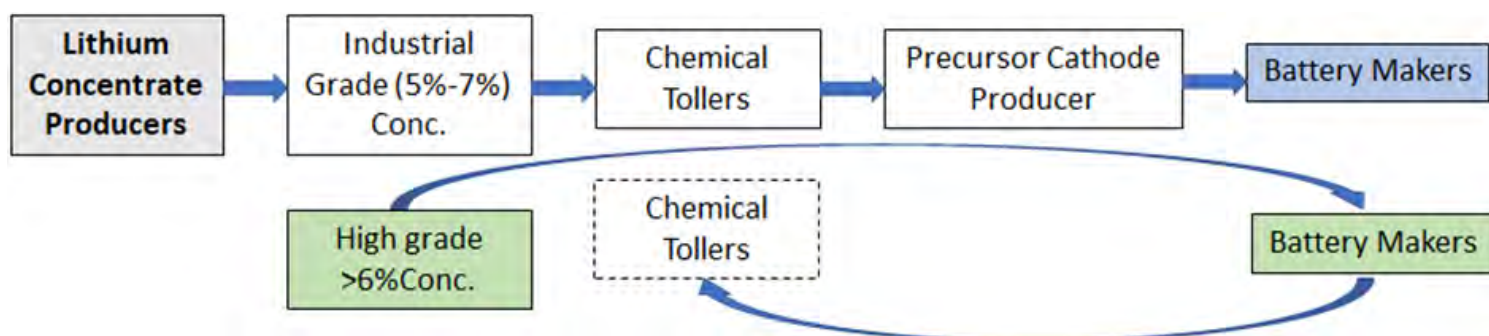 Lithium
Concentrate
Producers
Industrial
Grade (5%-7%)
Conc.
Chemical
Tollers
Precursor Cathode
Producer
Battery Makers
High grade
>6%Conc.
Chemical
Tollers
Battery Makers